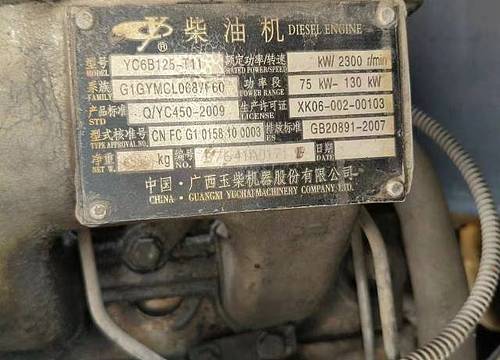 ® 柴油机 DIESEL ENGINE
型号 MODEL YC6B125-T11 额定功率/转速 RATED POWER/SPEED kW/ 2300 r/min
系族 FAMILY G1GYMCL0687F60 功率段 POWER RANGE 75 kW- 130 kW
产品标准 STD Q/YC450-2009 生产许可证 LICENSE XK06-002-00103
型式核准号 TYPE APPROVAL NO. CN FC G1 0158 10 0003 排放标准 ES GB20891-2007
净重 NET W. kg 编号 NO. 日期 DATE
中国·广西玉柴机器股份有限公司
CHINA · GUANGXI YUCHAI MACHINERY COMPANY LTD.